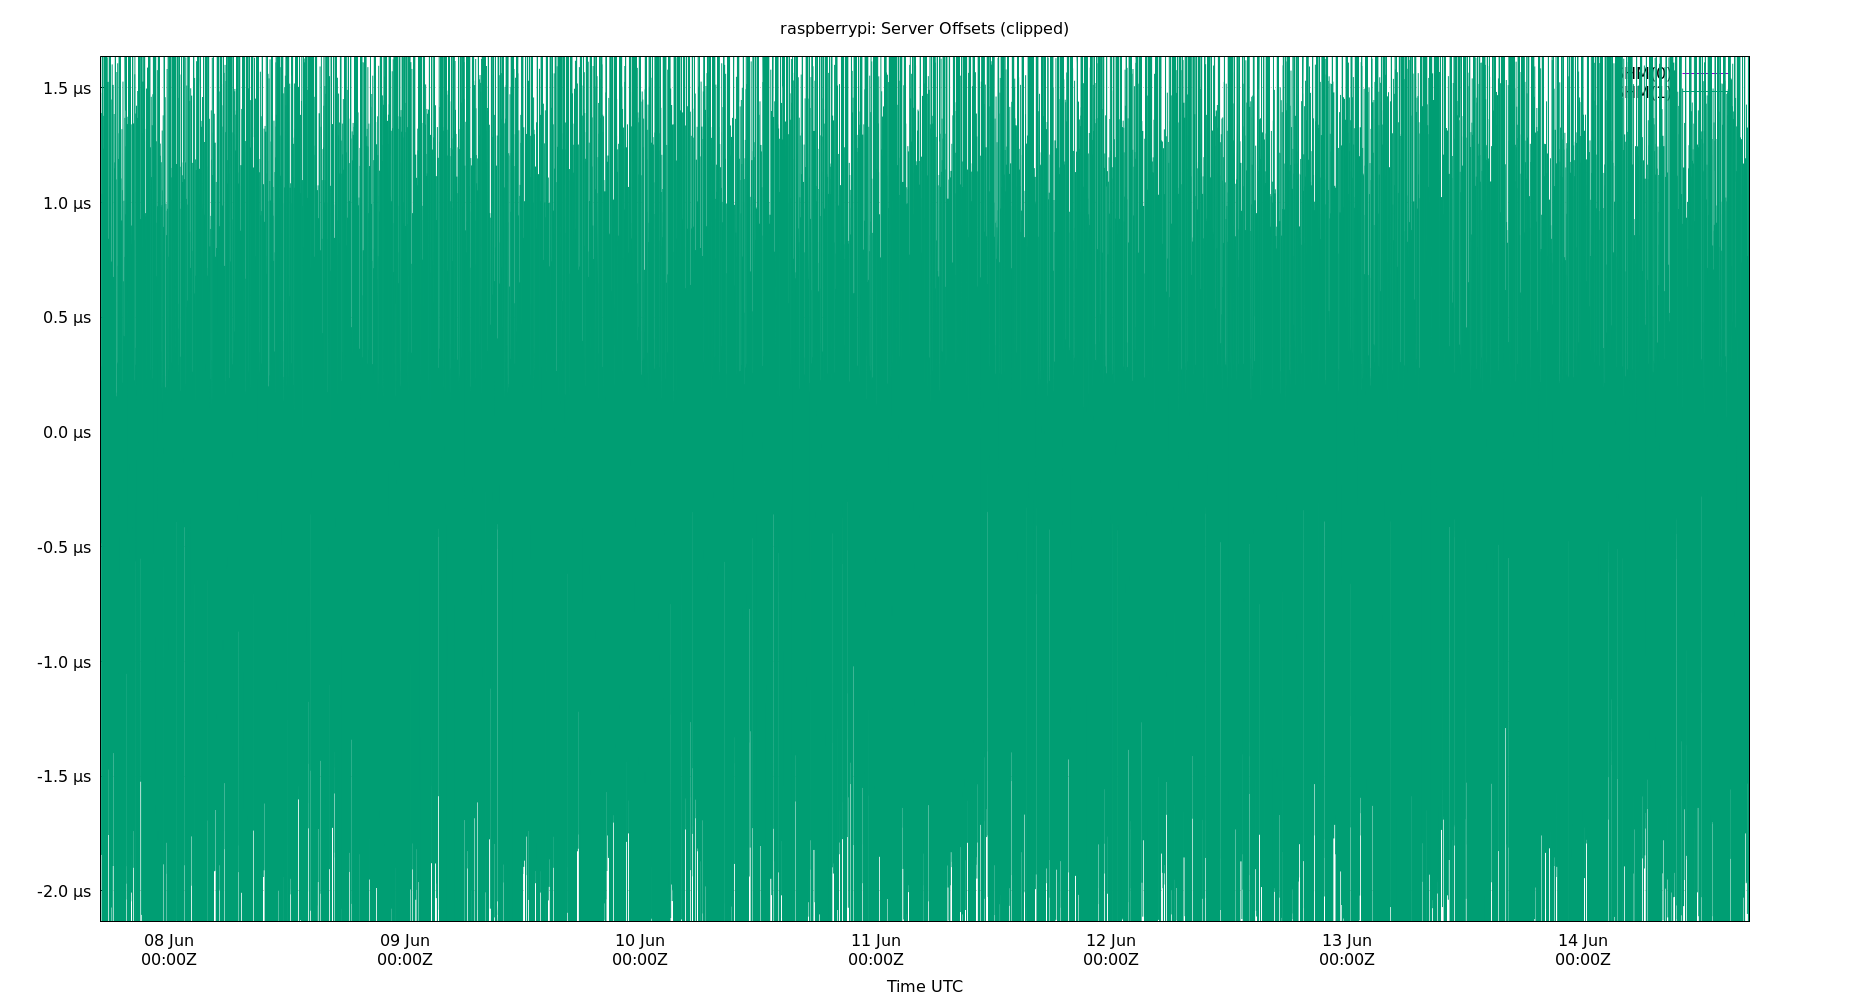 raspberrypi: Server Offsets (clipped)
1.5 µs
1.0 µs
0.5 µs
0.0 µs
-0.5 µs
-1.0 µs
-1.5 µs
-2.0 µs
08 Jun
00:00Z
09 Jun
00:00Z
10 Jun
00:00Z
11 Jun
00:00Z
12 Jun
00:00Z
13 Jun
00:00Z
14 Jun
00:00Z
Time UTC